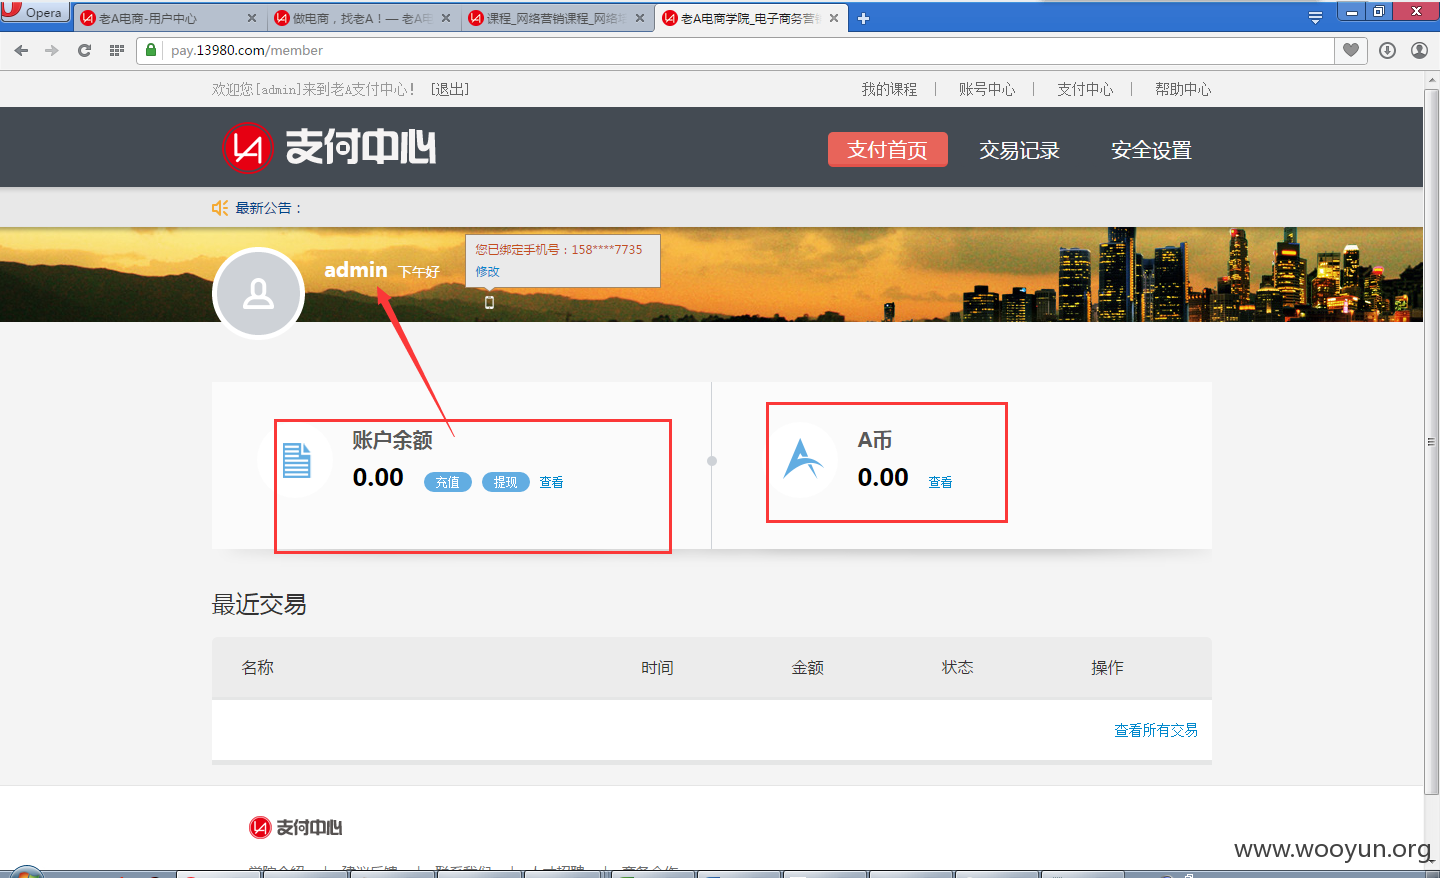 Opera
老A电商-用户中心
做电商，找老A！— 老A电
课程_网络营销课程_网络
老A电商学院_电子商务营
pay.13980.com/member
欢迎您[admin]来到老A支付中心！ [退出]
我的课程 | 账号中心 | 支付中心 | 帮助中心
支付中心
支付首页 交易记录 安全设置
最新公告：
您已绑定手机号：158****7735
修改
admin 下午好
账户余额
0.00 充值 提现 查看
A币
0.00 查看
最近交易
名称 时间 金额 状态 操作
查看所有交易
支付中心
www.wooyun.org